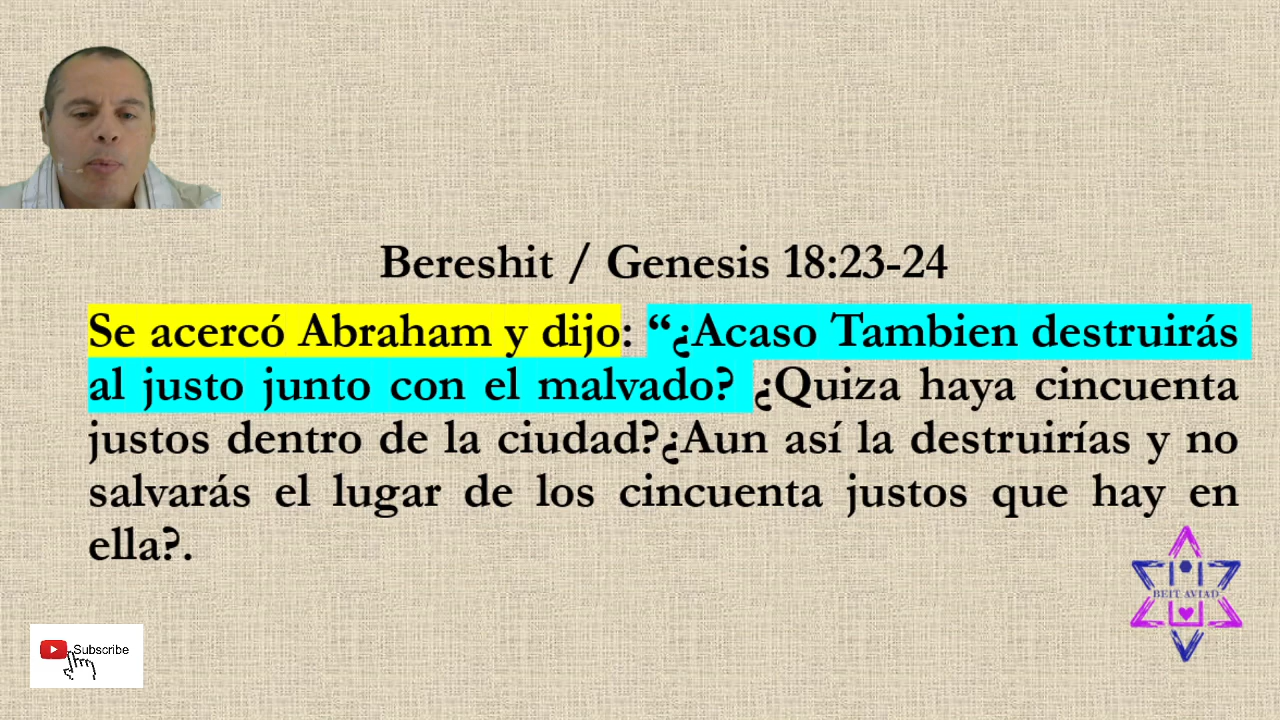 Bereshit / Genesis 18:23-24
Se acercó Abraham y dijo: “¿Acaso Tambien destruirás
al justo junto con el malvado? ¿Quiza haya cincuenta
justos dentro de la ciudad?¿Aun así la destruirías y no
salvarás el lugar de los cincuenta justos que hay en
ella?.
BEIT AVIAD
Subscribe